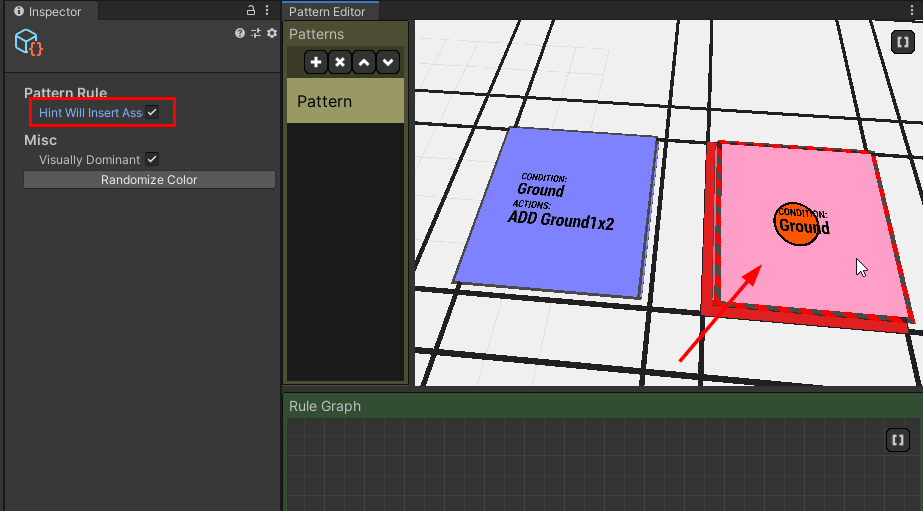 Inspector
Pattern Rule
Hint Will Insert Ass
Misc
Visually Dominant
Randomize Color
Pattern Editor
Patterns
Pattern
CONDITION:
Ground
ACTIONS:
ADD Ground1x2
CONDITION:
Ground
Rule Graph